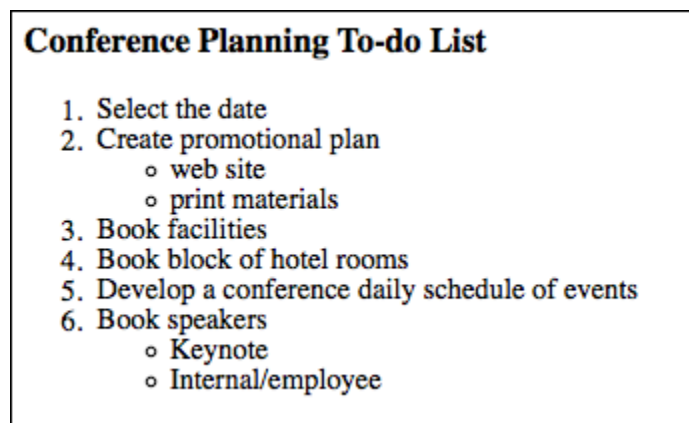 Conference Planning To-do List
1. Select the date
2. Create promotional plan
◦ web site
◦ print materials
3. Book facilities
4. Book block of hotel rooms
5. Develop a conference daily schedule of events
6. Book speakers
◦ Keynote
◦ Internal/employee